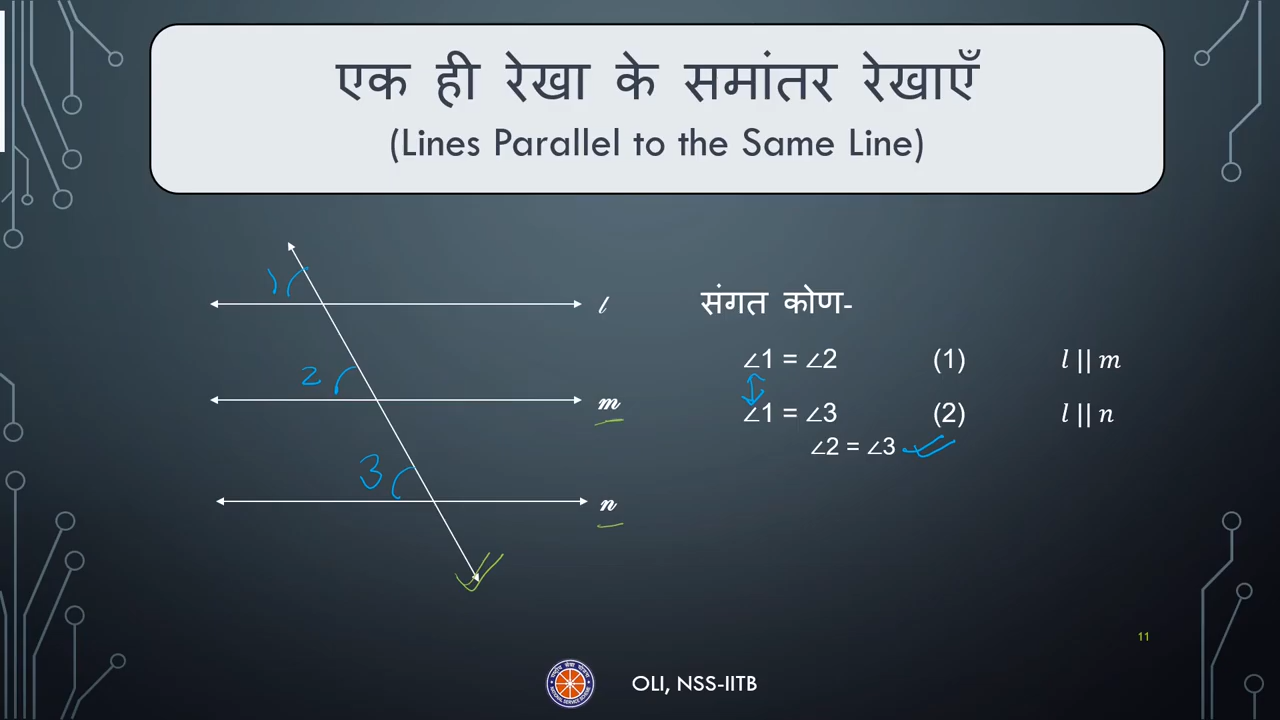 एक ही रेखा के समांतर रेखाएँ
(Lines Parallel to the Same Line)
1
l
2
m
3
n
संगत कोण-
∠1 = ∠2 (1) l || m
∠1 = ∠3 (2) l || n
∠2 = ∠3
11
OLI, NSS-IITB